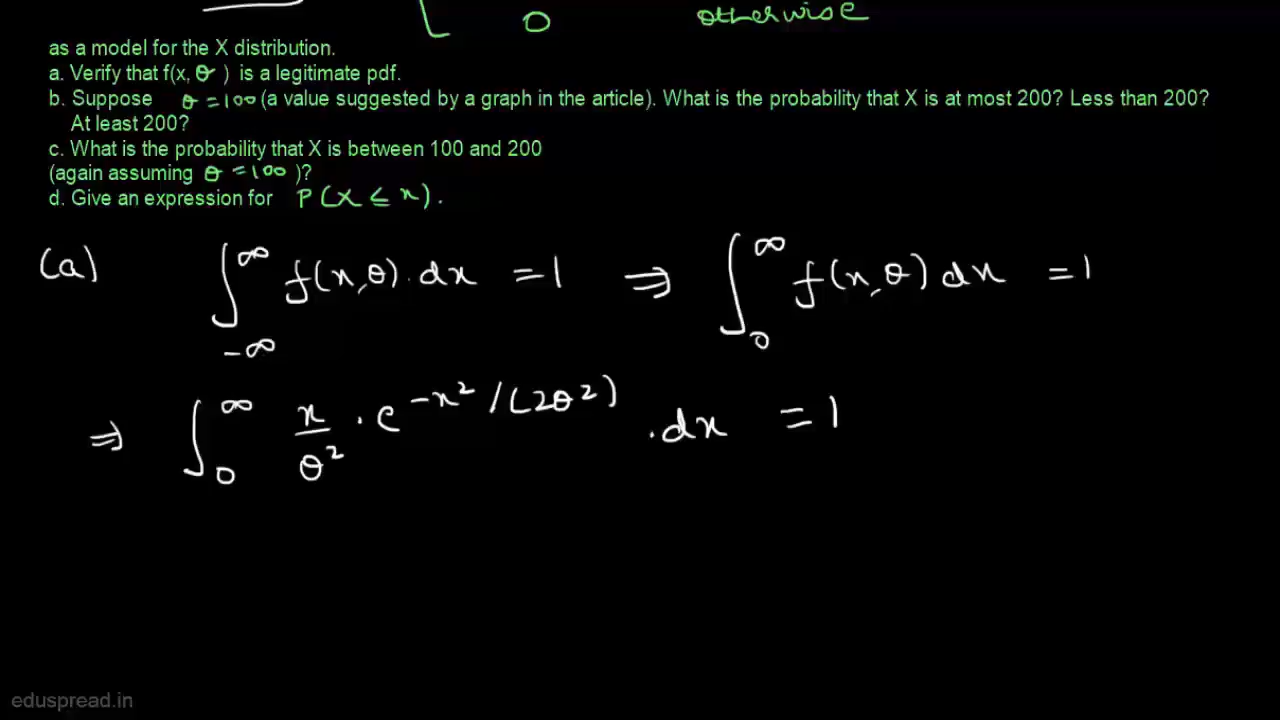 0 otherwise
as a model for the X distribution.
a. Verify that f(x, θ ) is a legitimate pdf.
b. Suppose θ = 100 (a value suggested by a graph in the article). What is the probability that X is at most 200? Less than 200?
At least 200?
c. What is the probability that X is between 100 and 200
(again assuming θ = 100 )?
d. Give an expression for P(X ≤ x).
(a) ∫_{-∞}^{∞} f(x,θ).dx = 1 ⇒ ∫_0^∞ f(x,θ) dx = 1
⇒ ∫_0^∞ x/θ² · e^{-x²/(2θ²)} .dx = 1
eduspread.in